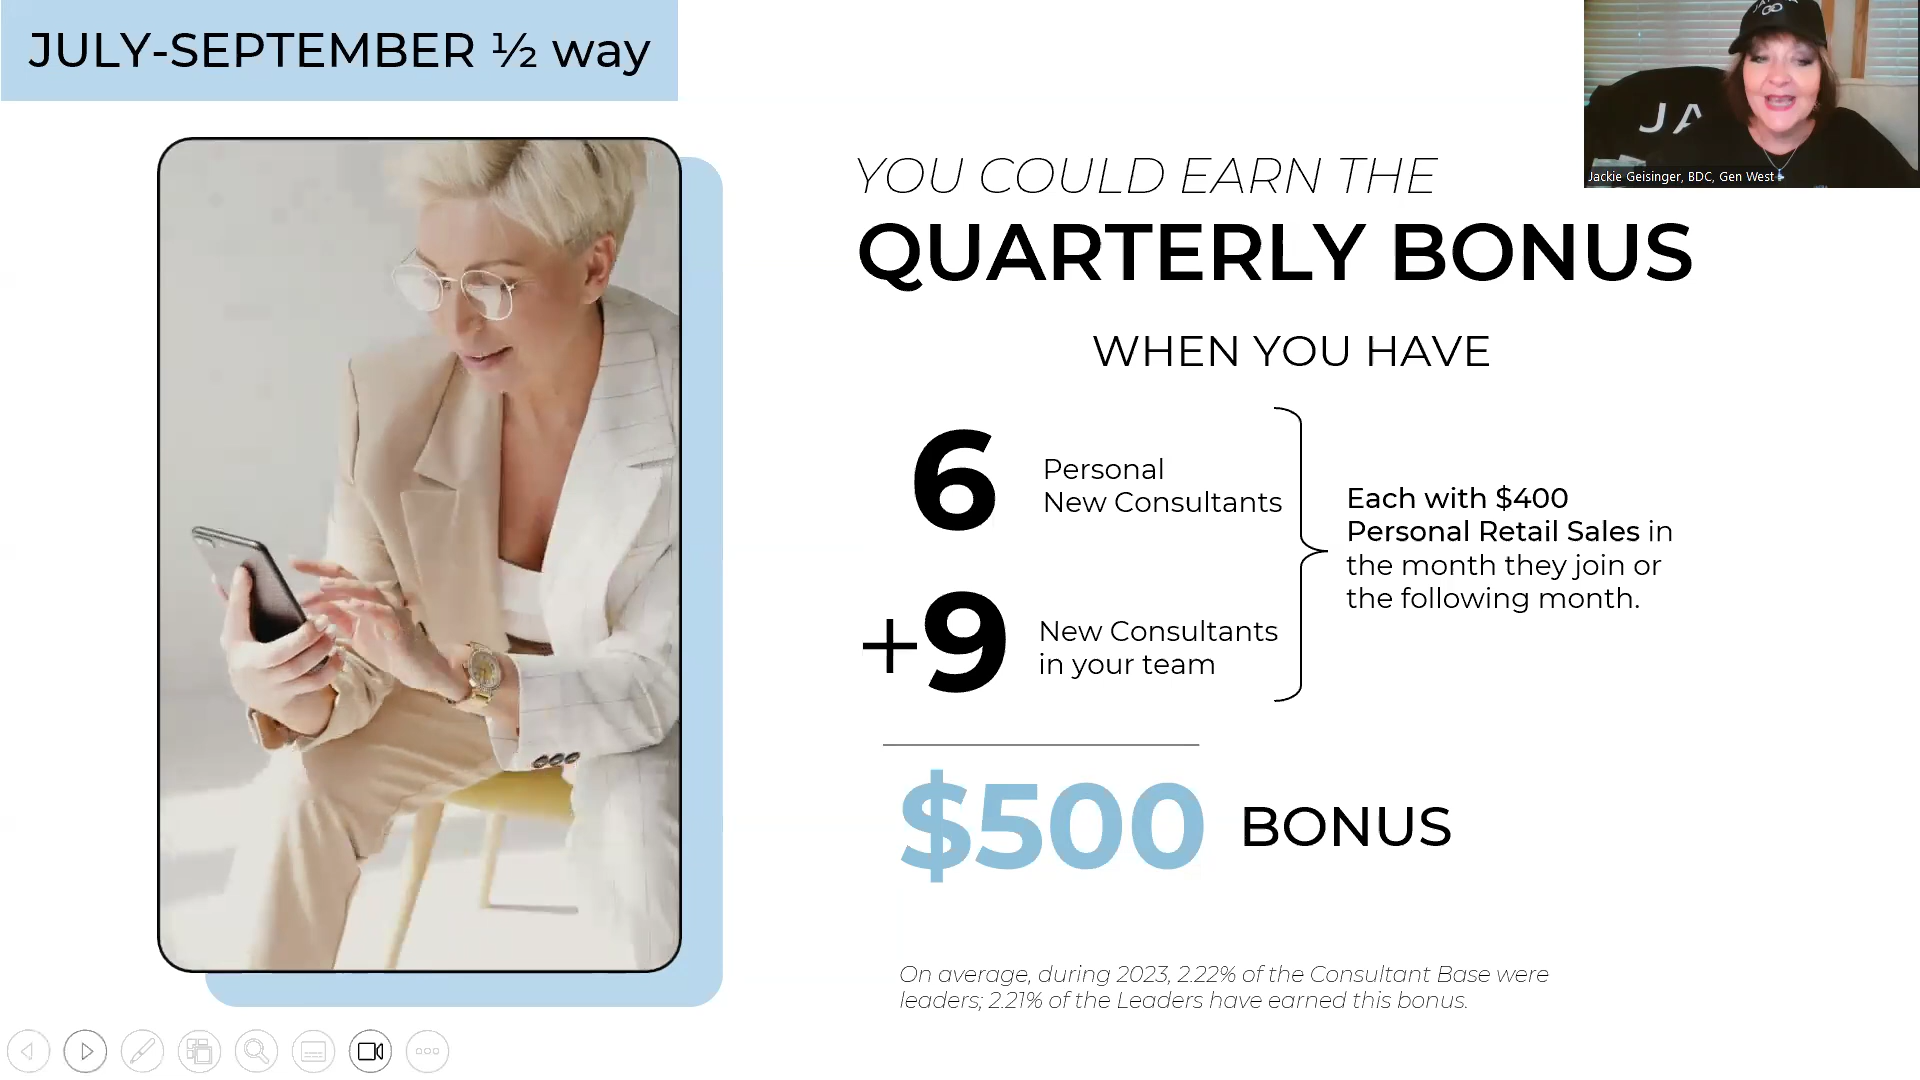 JULY-SEPTEMBER ½ way
YOU COULD EARN THE
QUARTERLY BONUS
WHEN YOU HAVE
6
Personal
New Consultants
+9
New Consultants
in your team
Each with $400
Personal Retail Sales in
the month they join or
the following month.
$500 BONUS
On average, during 2023, 2.22% of the Consultant Base were
leaders; 2.21% of the Leaders have earned this bonus.
JA
Jackie Geisinger, BDC, Gen West